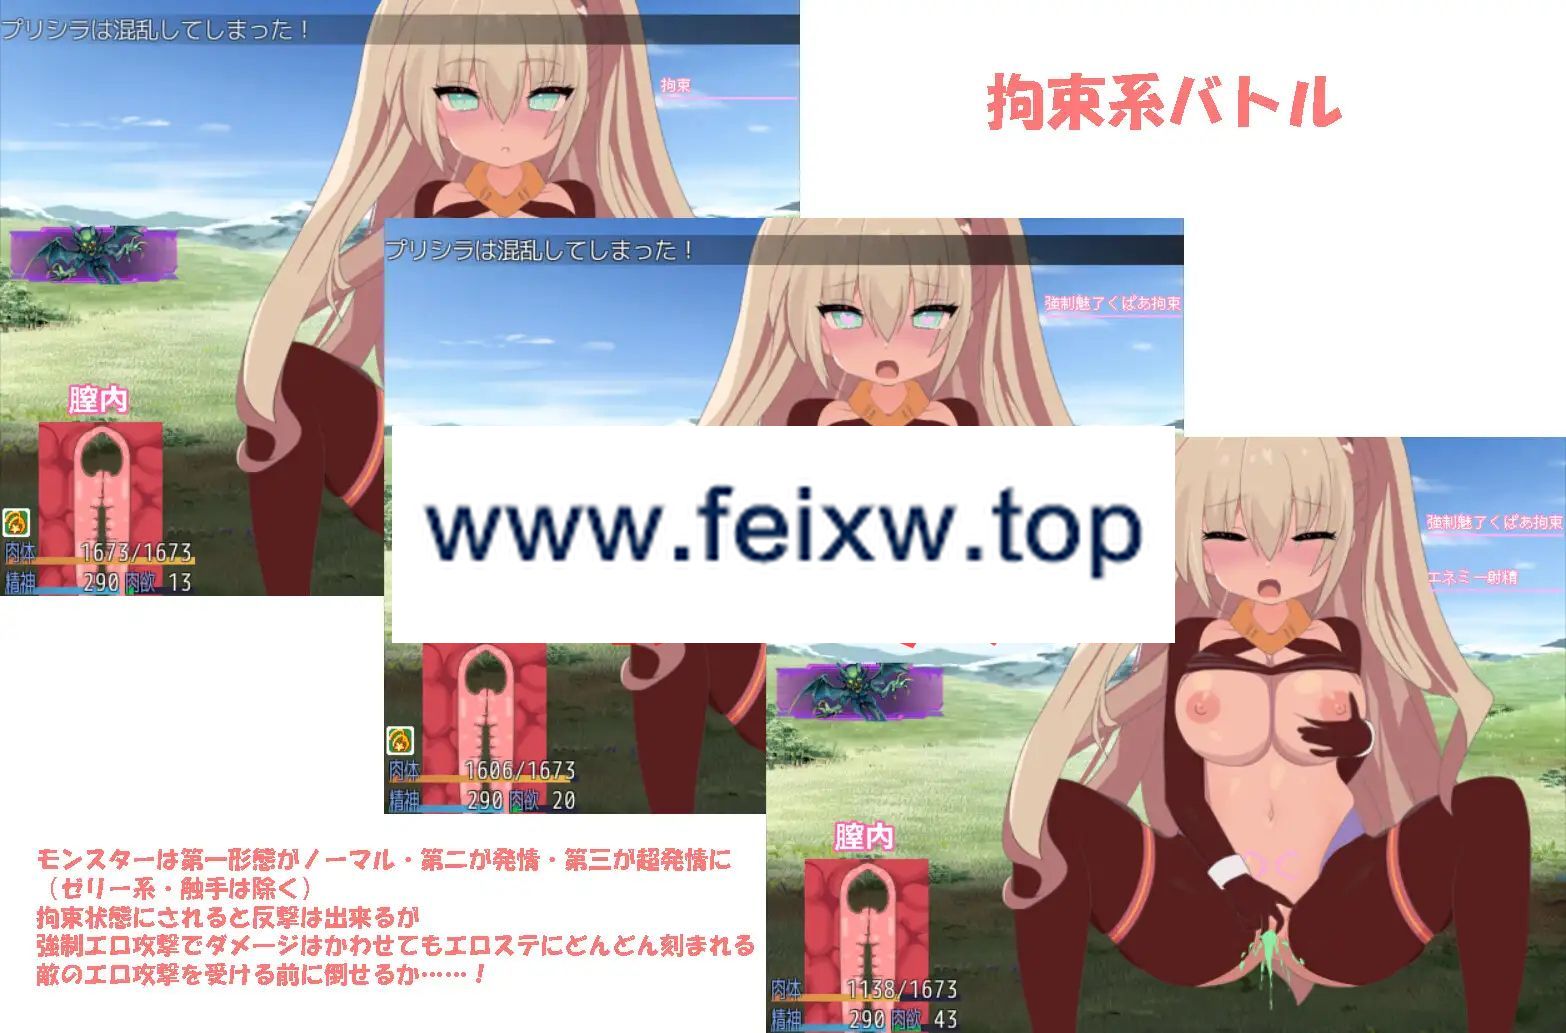 プリシラは混乱してしまった！
拘束
拘束系バトル
膣内
肉体 1673/1673
精神 290 肉欲 13
プリシラは混乱してしまった！
強制魅了くぱあ拘束
www.feixw.top
肉体 1606/1673
精神 290 肉欲 20
強制魅了くぱあ拘束
エネミー射精
膣内
肉体 1138/1673
精神 290 肉欲 43
モンスターは第一形態がノーマル・第二が発情・第三が超発情に
（ゼリー系・触手は除く）
拘束状態にされると反撃は出来るが
強制エロ攻撃でダメージはかわせてもエロステにどんどん刻まれる
敵のエロ攻撃を受ける前に倒せるか……！